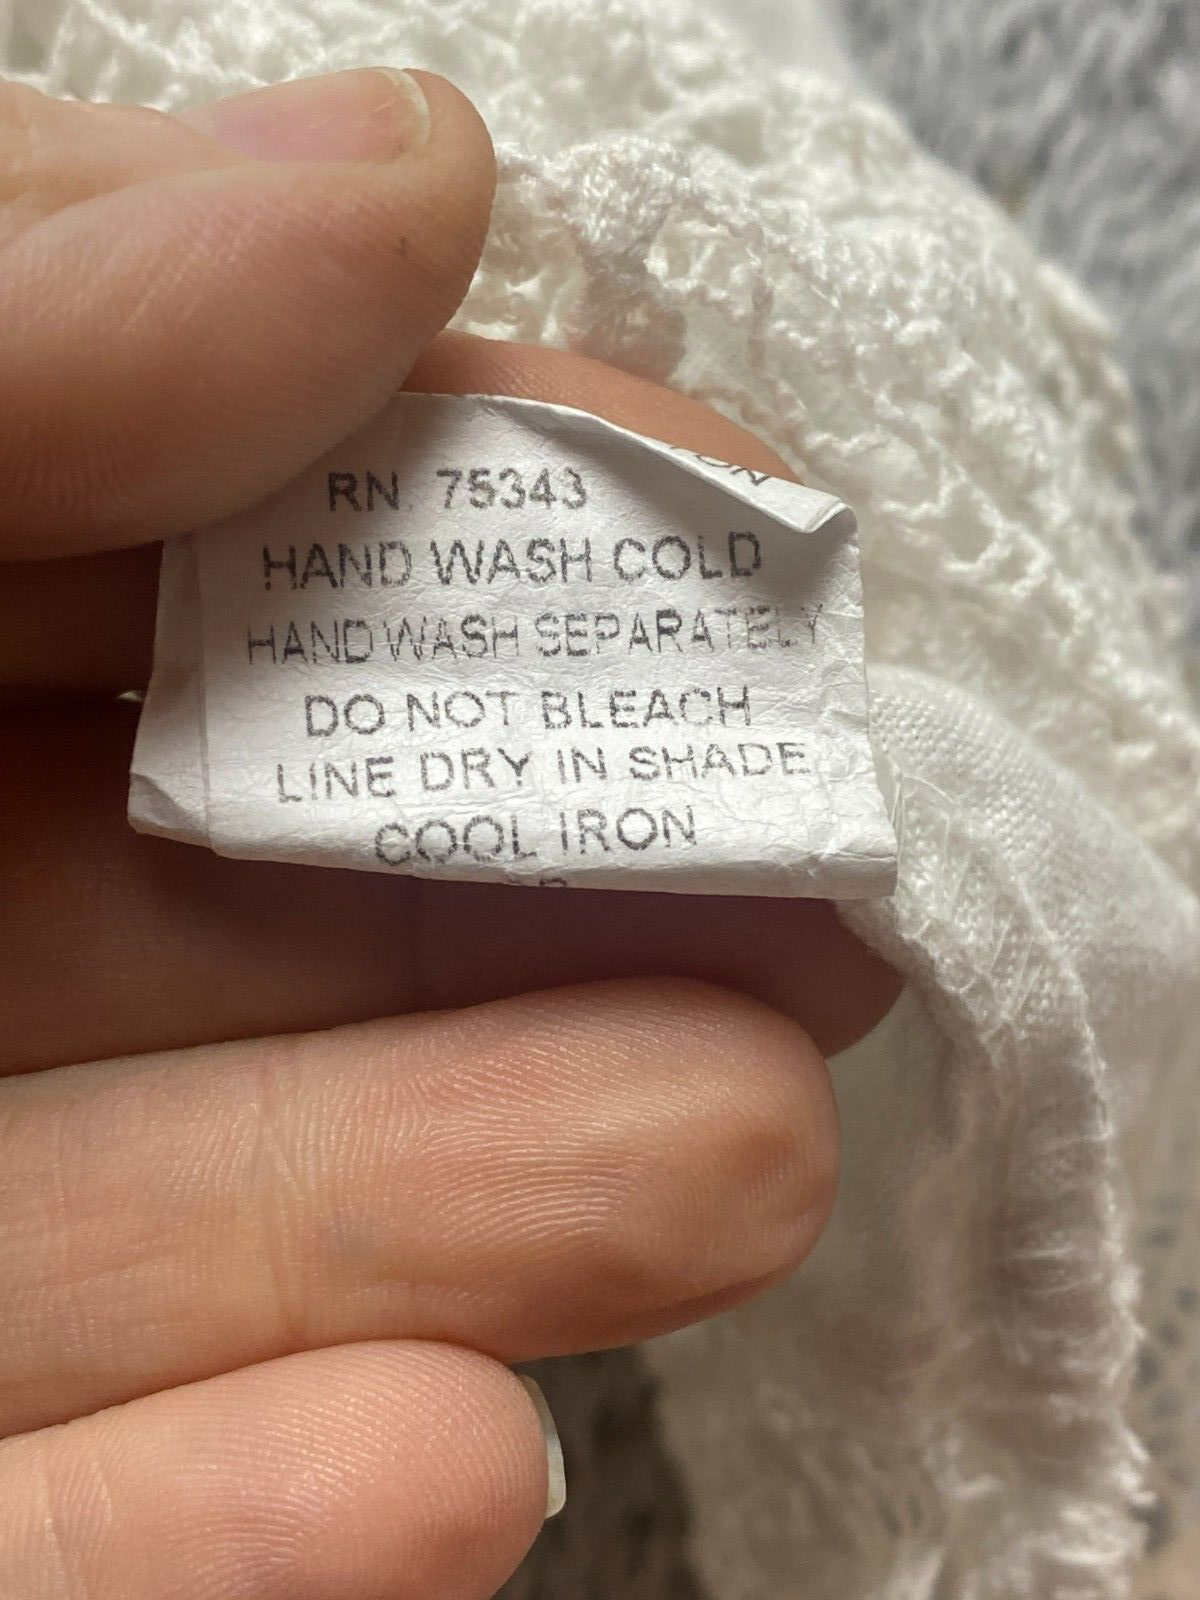 RN. 75343
HAND WASH COLD
HAND WASH SEPARATELY
DO NOT BLEACH
LINE DRY IN SHADE
COOL IRON